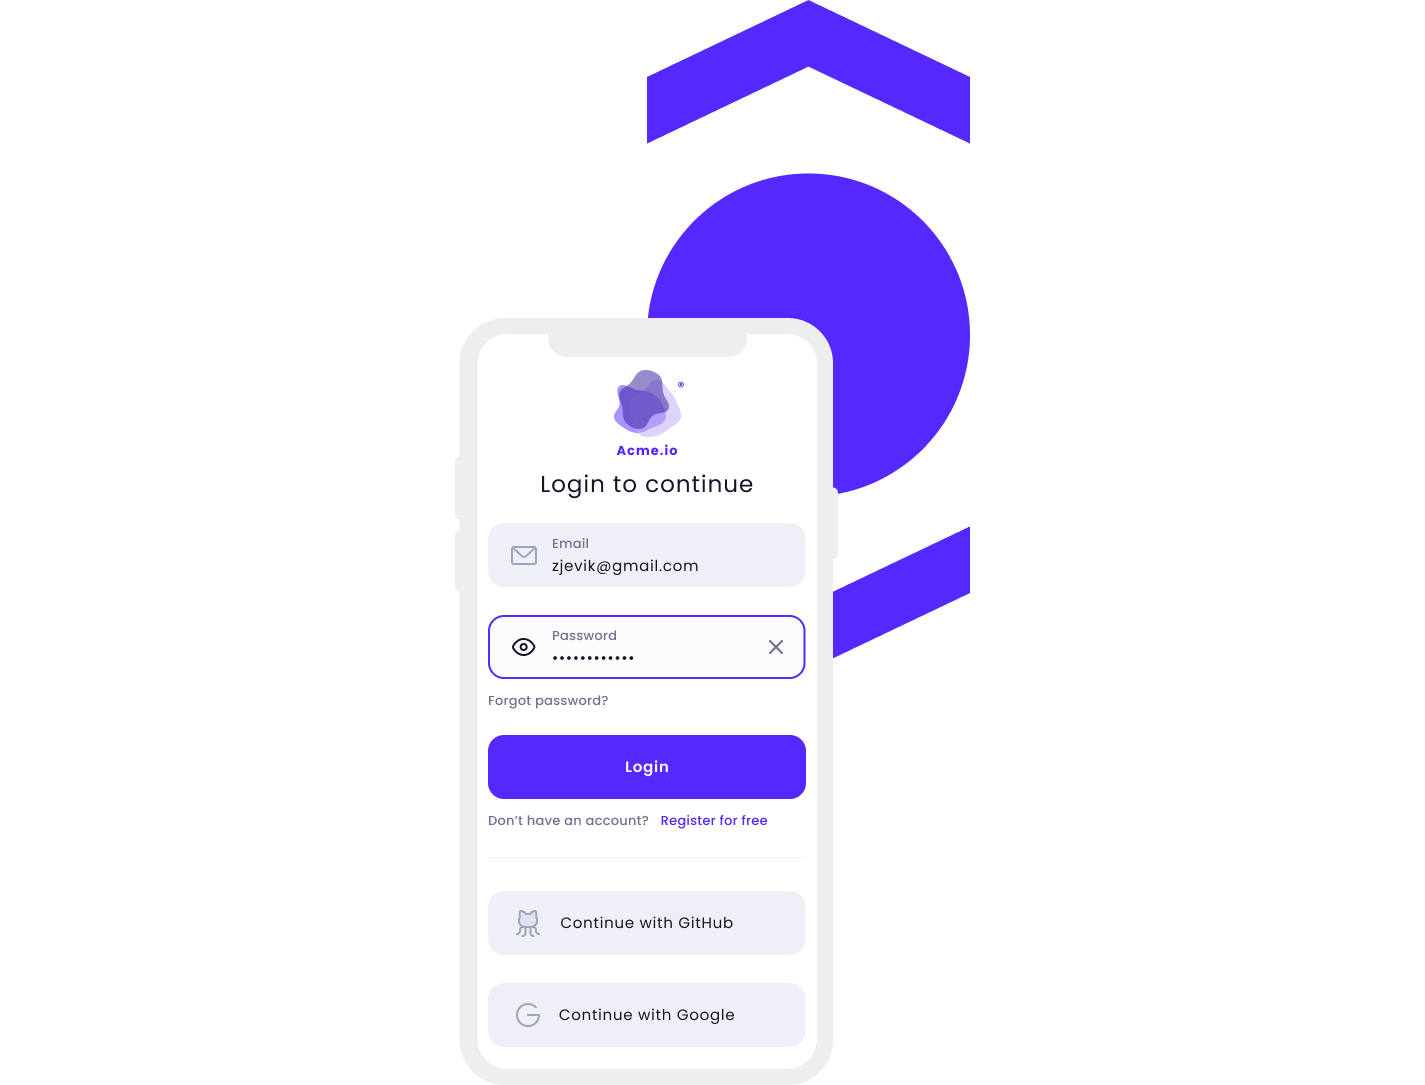 ®
Acme.io
Login to continue
Email
zjevik@gmail.com
Password
••••••••••••
Forgot password?
Login
Don’t have an account? Register for free
Continue with GitHub
Continue with Google